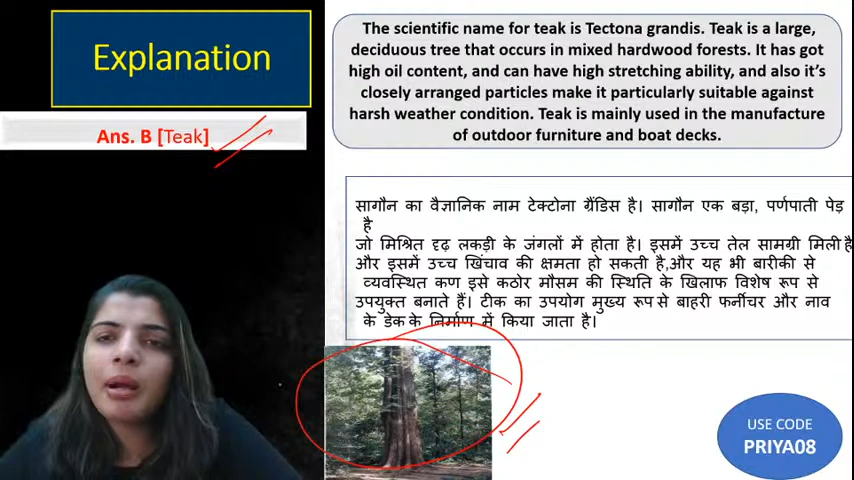 Explanation
Ans. B [Teak]
The scientific name for teak is Tectona grandis. Teak is a large,
deciduous tree that occurs in mixed hardwood forests. It has got
high oil content, and can have high stretching ability, and also it's
closely arranged particles make it particularly suitable against
harsh weather condition. Teak is mainly used in the manufacture
of outdoor furniture and boat decks.
सागौन का वैज्ञानिक नाम टेक्टोना ग्रैंडिस है। सागौन एक बड़ा, पर्णपाती पेड़
है
जो मिश्रित दृढ़ लकड़ी के जंगलों में होता है। इसमें उच्च तेल सामग्री मिली है
और इसमें उच्च खिंचाव की क्षमता हो सकती है,और यह भी बारीकी से
व्यवस्थित कण इसे कठोर मौसम की स्थिति के खिलाफ विशेष रूप से
उपयुक्त बनाते हैं। टीक का उपयोग मुख्य रूप से बाहरी फर्नीचर और नाव
के डेक के निर्माण में किया जाता है।
USE CODE
PRIYA08